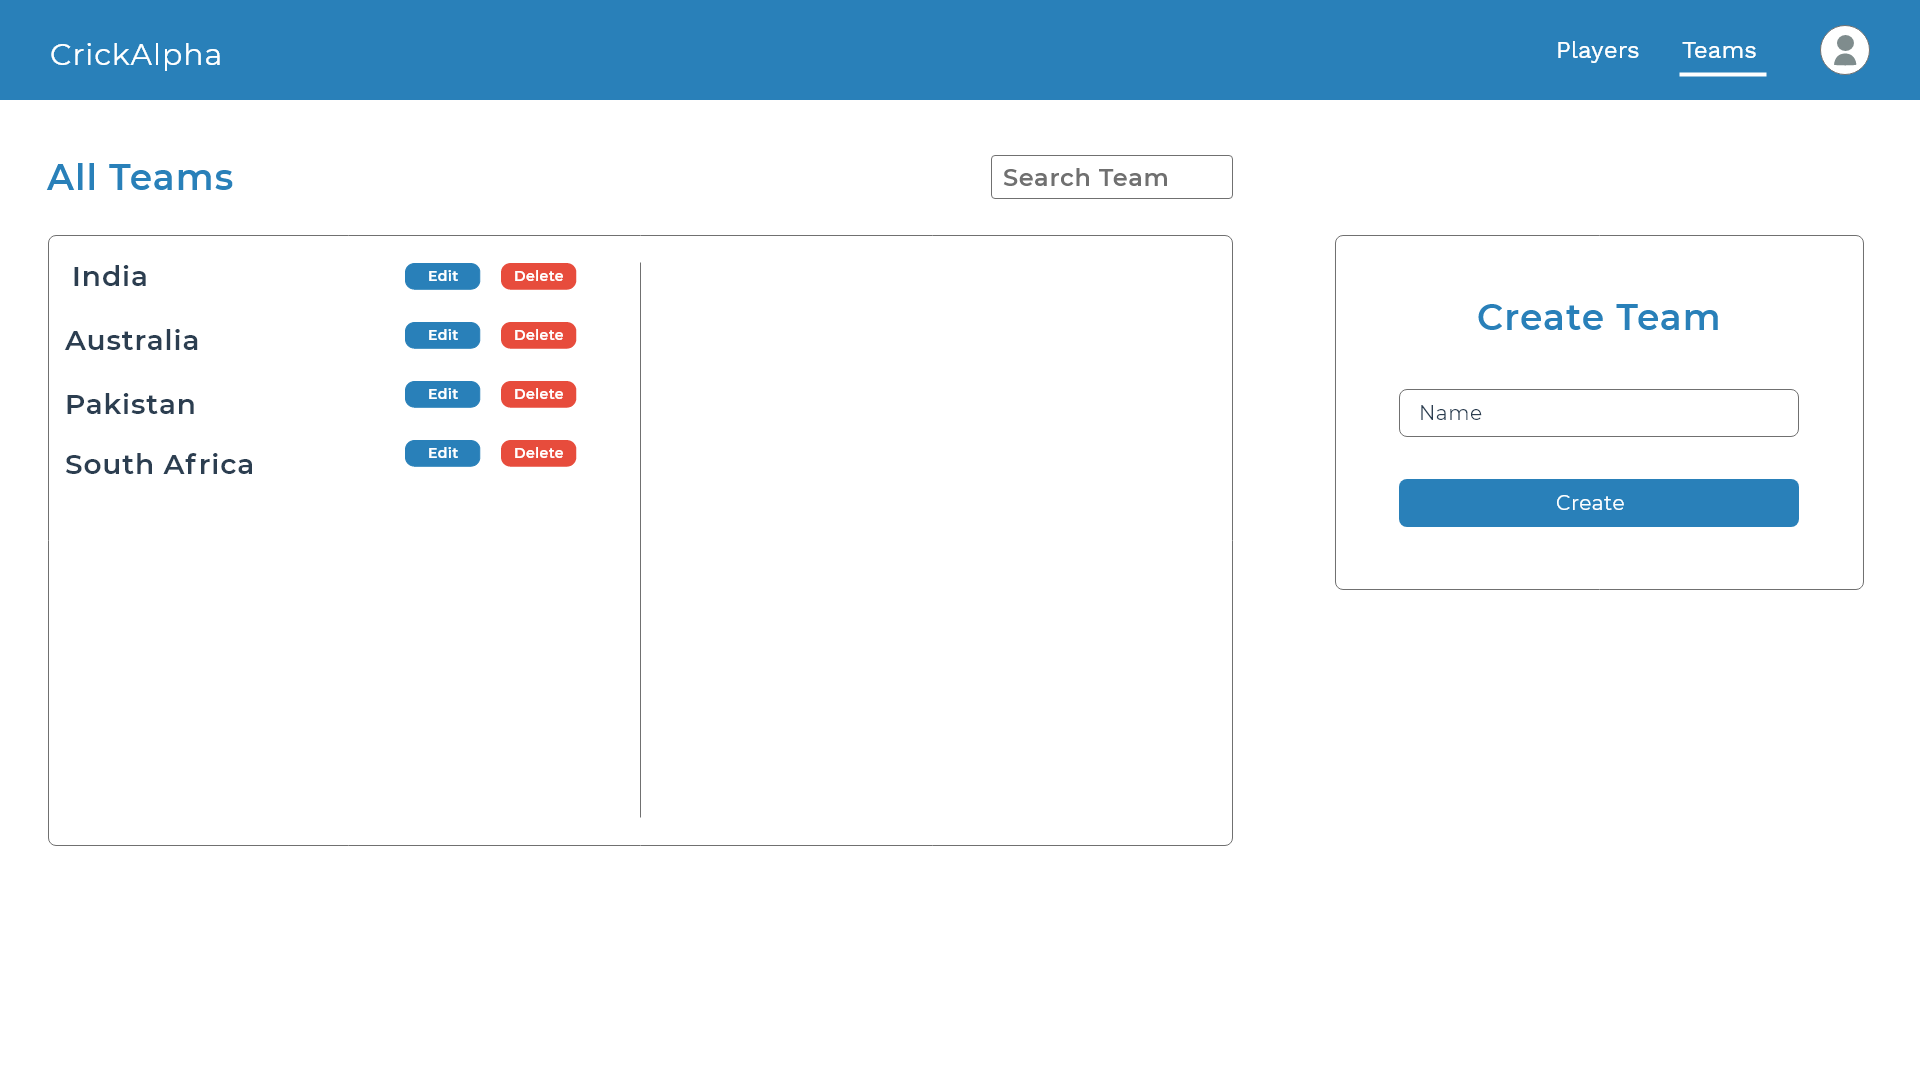 CrickAlpha
Players Teams
All Teams
Search Team
India Edit Delete
Australia Edit Delete
Pakistan Edit Delete
South Africa Edit Delete
Create Team
Name
Create